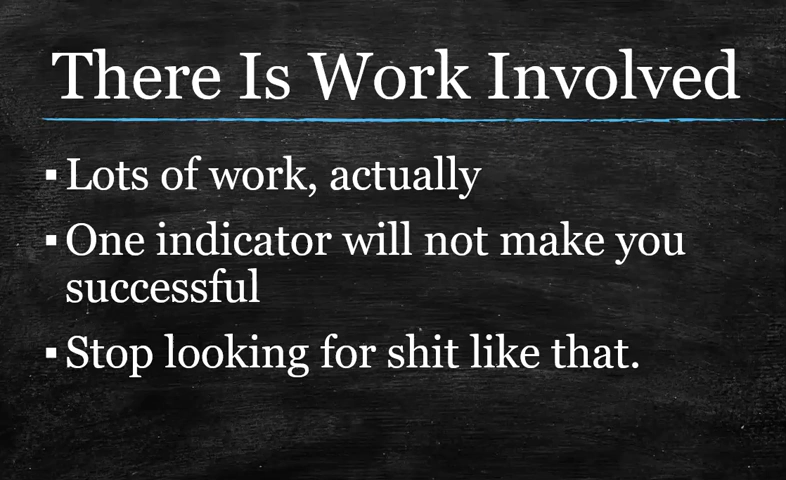 There Is Work Involved
▪ Lots of work, actually
▪ One indicator will not make you
successful
▪ Stop looking for shit like that.